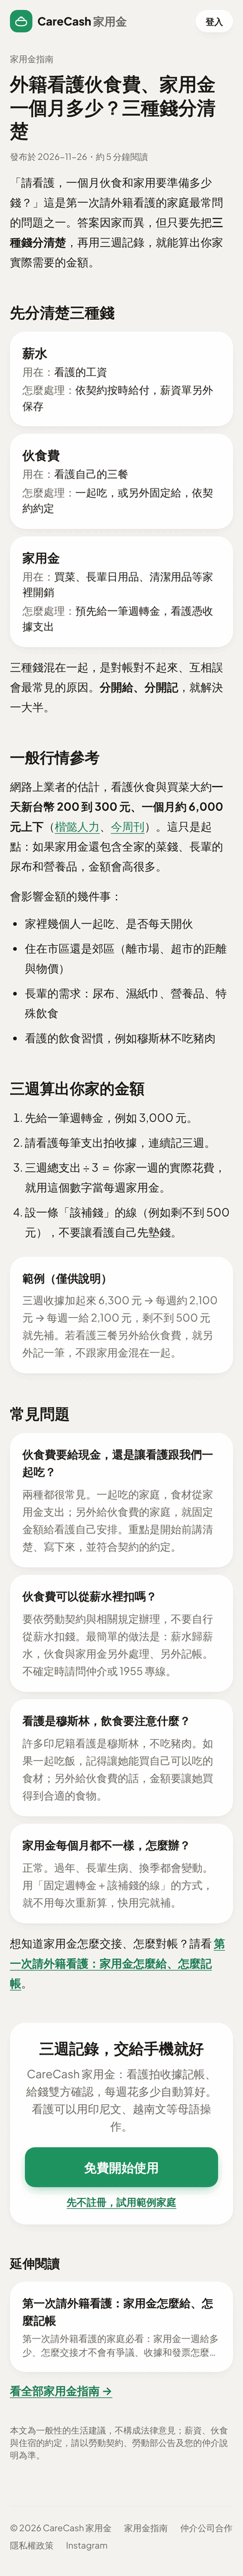 CareCash 家用金
登入
家用金指南
外籍看護伙食費、家用金
一個月多少？三種錢分清
楚
發布於 2026-11-26・約 5 分鐘閱讀
「請看護，一個月伙食和家用要準備多少
錢？」這是第一次請外籍看護的家庭最常問
的問題之一。答案因家而異，但只要先把三
種錢分清楚，再用三週記錄，就能算出你家
實際需要的金額。
先分清楚三種錢
薪水
用在：看護的工資
怎麼處理：依契約按時給付，薪資單另外
保存
伙食費
用在：看護自己的三餐
怎麼處理：一起吃，或另外固定給，依契
約約定
家用金
用在：買菜、長輩日用品、清潔用品等家
裡開銷
怎麼處理：預先給一筆週轉金，看護憑收
據支出
三種錢混在一起，是對帳對不起來、互相誤
會最常見的原因。分開給、分開記，就解決
一大半。
一般行情參考
網路上業者的估計，看護伙食與買菜大約一
天新台幣 200 到 300 元、一個月約 6,000
元上下（楷懿人力、今周刊）。這只是起
點：如果家用金還包含全家的菜錢、長輩的
尿布和營養品，金額會高很多。
會影響金額的幾件事：
• 家裡幾個人一起吃、是否每天開伙
• 住在市區還是郊區（離市場、超市的距離
與物價）
• 長輩的需求：尿布、濕紙巾、營養品、特
殊飲食
• 看護的飲食習慣，例如穆斯林不吃豬肉
三週算出你家的金額
1. 先給一筆週轉金，例如 3,000 元。
2. 請看護每筆支出拍收據，連續記三週。
3. 三週總支出 ÷ 3 ＝ 你家一週的實際花費，
就用這個數字當每週家用金。
4. 設一條「該補錢」的線（例如剩不到 500
元），不要讓看護自己先墊錢。
範例（僅供說明）
三週收據加起來 6,300 元 → 每週約 2,100
元 → 每週一給 2,100 元，剩不到 500 元
就先補。若看護三餐另外給伙食費，就另
外記一筆，不跟家用金混在一起。
常見問題
伙食費要給現金，還是讓看護跟我們一
起吃？
兩種都很常見。一起吃的家庭，食材從家
用金支出；另外給伙食費的家庭，就固定
金額給看護自己安排。重點是開始前講清
楚、寫下來，並符合契約的約定。
伙食費可以從薪水裡扣嗎？
要依勞動契約與相關規定辦理，不要自行
從薪水扣錢。最簡單的做法是：薪水歸薪
水，伙食與家用金另外處理、另外記帳。
不確定時請問仲介或 1955 專線。
看護是穆斯林，飲食要注意什麼？
許多印尼籍看護是穆斯林，不吃豬肉。如
果一起吃飯，記得讓她能買自己可以吃的
食材；另外給伙食費的話，金額要讓她買
得到合適的食物。
家用金每個月都不一樣，怎麼辦？
正常。過年、長輩生病、換季都會變動。
用「固定週轉金＋該補錢的線」的方式，
就不用每次重新算，快用完就補。
想知道家用金怎麼交接、怎麼對帳？請看 第
一次請外籍看護：家用金怎麼給、怎麼記
帳。
三週記錄，交給手機就好
CareCash 家用金：看護拍收據記帳、
給錢雙方確認，每週花多少自動算好。
看護可以用印尼文、越南文等母語操
作。
免費開始使用
先不註冊，試用範例家庭
延伸閱讀
第一次請外籍看護：家用金怎麼給、怎
麼記帳
第一次請外籍看護的家庭必看：家用金一週給多
少、怎麼交接才不會有爭議、收據和發票怎麼…
看全部家用金指南 →
本文為一般性的生活建議，不構成法律意見；薪資、伙食
與住宿的約定，請以勞動契約、勞動部公告及您的仲介說
明為準。
© 2026 CareCash 家用金
家用金指南
仲介公司合作
隱私權政策
Instagram